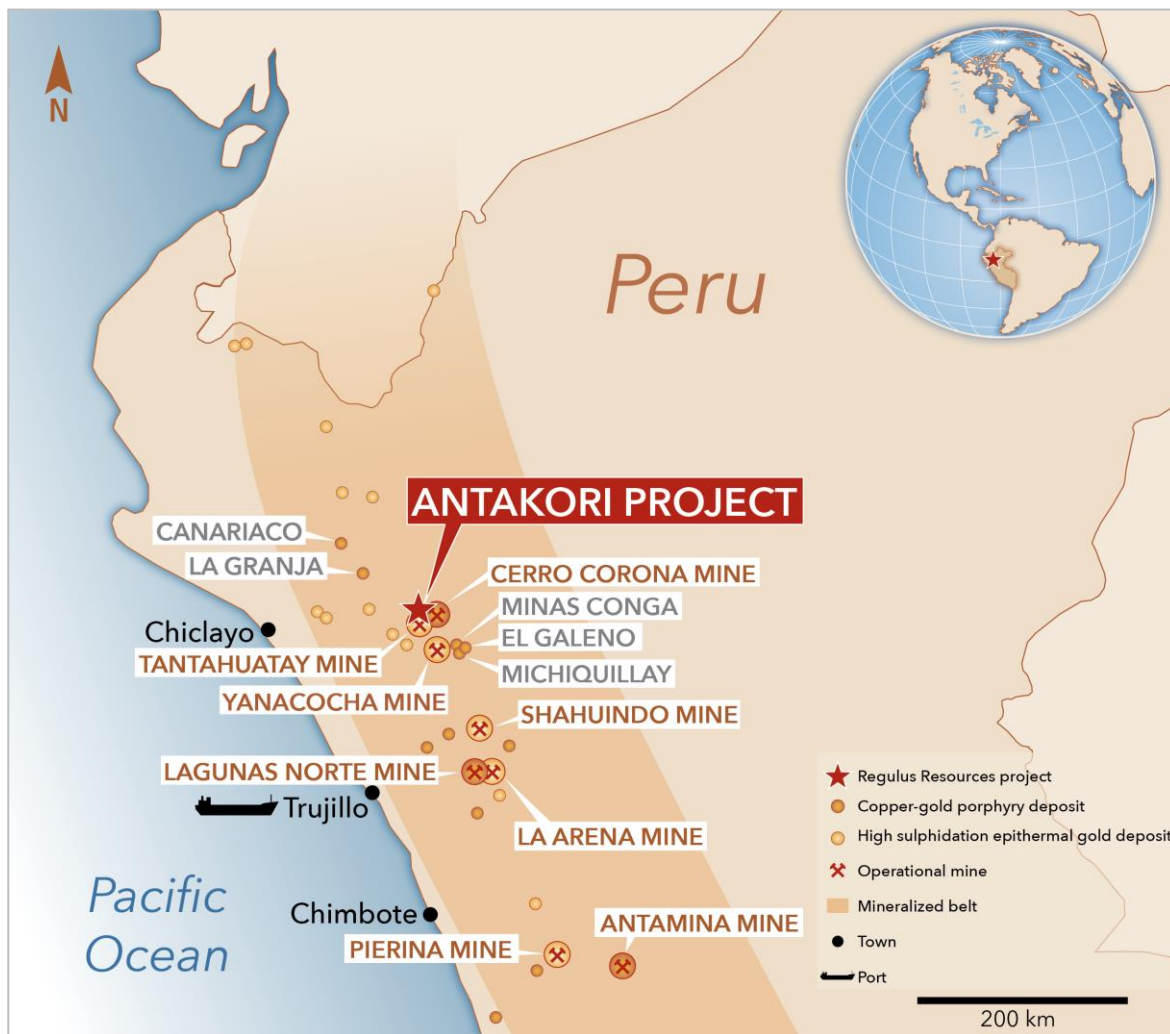 N
Peru
ANTAKORI PROJECT
CANARIACO
LA GRANJA
CERRO CORONA MINE
MINAS CONGA
Chiclayo
EL GALENO
TANTAHUATAY MINE
MICHIQUILLAY
YANACOCHA MINE
SHAHUINDO MINE
LAGUNAS NORTE MINE
Trujillo
LA ARENA MINE
Pacific
Ocean
Chimbote
ANTAMINA MINE
PIERINA MINE
Regulus Resources project
Copper-gold porphyry deposit
High sulphidation epithermal gold deposit
Operational mine
Mineralized belt
Town
Port
200 km